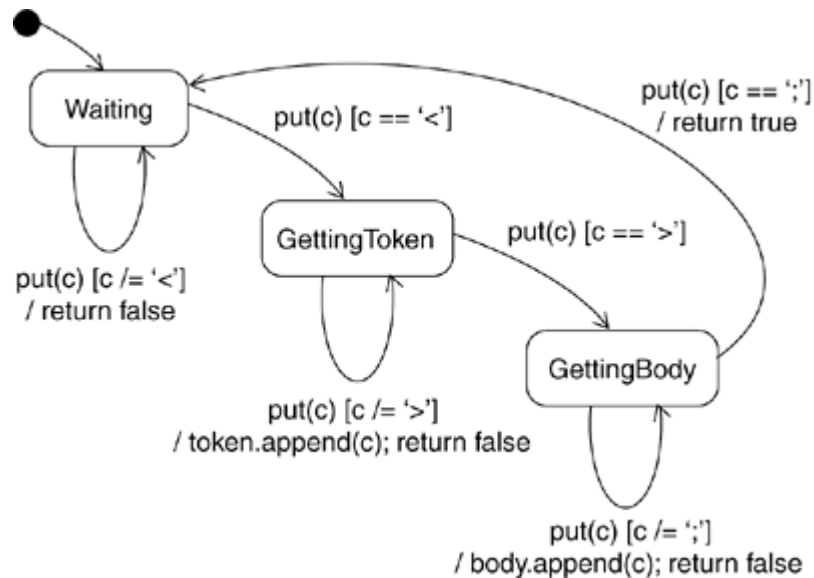 Waiting
put(c) [c == ‘;’]
/ return true
put(c) [c == ‘<’]
GettingToken
put(c) [c == ‘>’]
put(c) [c /= ‘<’]
/ return false
GettingBody
put(c) [c /= ‘>’]
/ token.append(c); return false
put(c) [c /= ‘;’]
/ body.append(c); return false